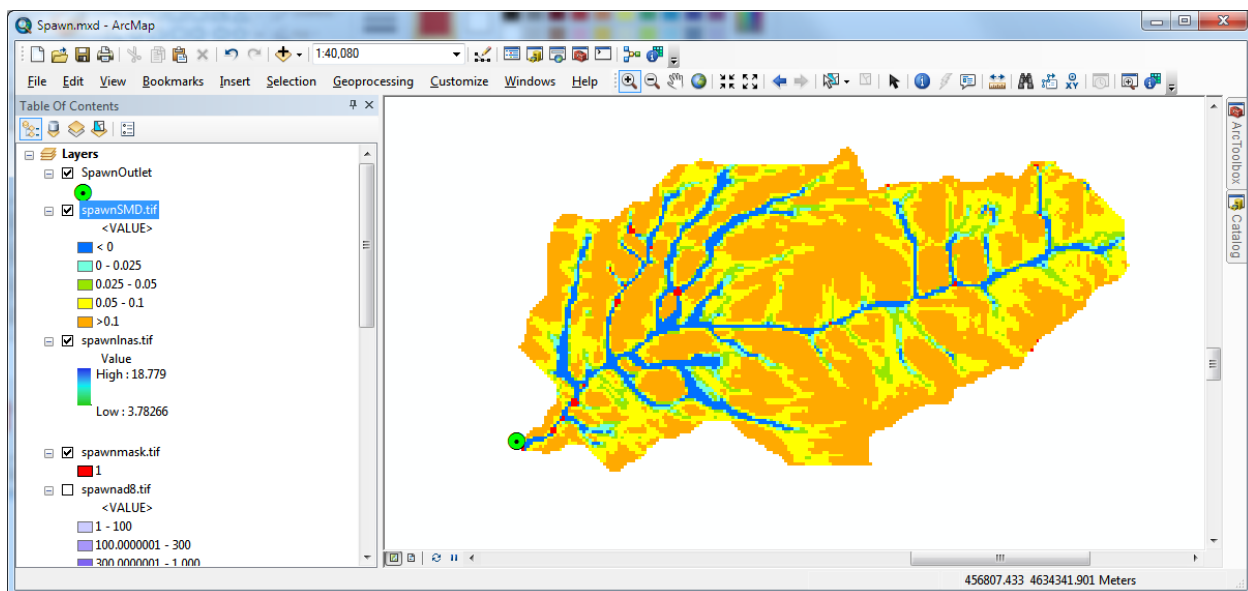 Spawn.mxd - ArcMap
1:40,080
File Edit View Bookmarks Insert Selection Geoprocessing Customize Windows Help
Table Of Contents
Layers
SpawnOutlet
spawnSMD.tif
<VALUE>
< 0
0 - 0.025
0.025 - 0.05
0.05 - 0.1
>0.1
spawnlnas.tif
Value
High : 18.779
Low : 3.78266
spawnmask.tif
1
spawnad8.tif
<VALUE>
1 - 100
100.0000001 - 300
300.0000001 - 1,000
ArcToolbox
Catalog
456807.433 4634341.901 Meters